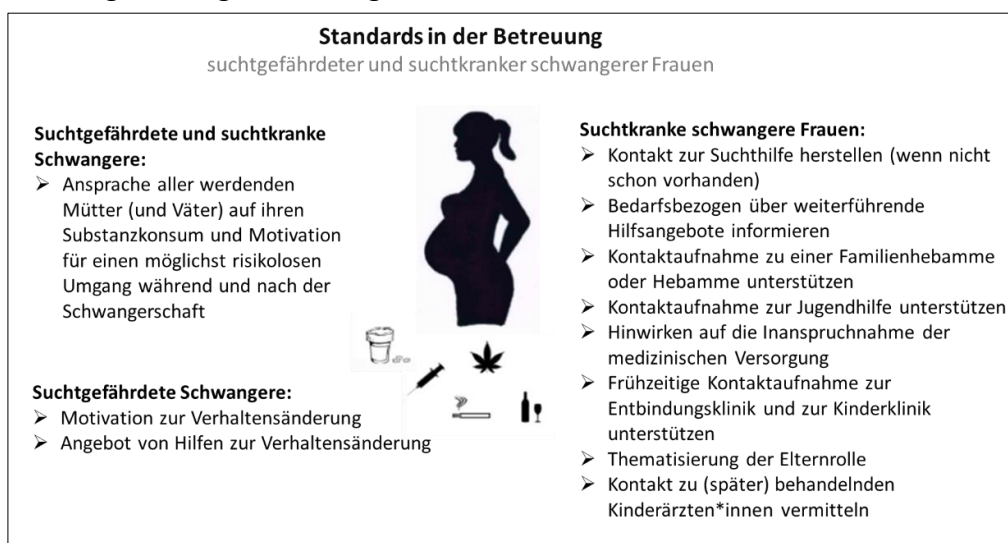 Standards in der Betreuung
suchtgefährdeter und suchtkranker schwangerer Frauen
Suchtgefährdete und suchtkranke
Schwangere:
➢ Ansprache aller werdenden
Mütter (und Väter) auf ihren
Substanzkonsum und Motivation
für einen möglichst risikolosen
Umgang während und nach der
Schwangerschaft
Suchtgefährdete Schwangere:
➢ Motivation zur Verhaltensänderung
➢ Angebot von Hilfen zur Verhaltensänderung
Suchtkranke schwangere Frauen:
➢ Kontakt zur Suchthilfe herstellen (wenn nicht
schon vorhanden)
➢ Bedarfsbezogen über weiterführende
Hilfsangebote informieren
➢ Kontaktaufnahme zu einer Familienhebamme
oder Hebamme unterstützen
➢ Kontaktaufnahme zur Jugendhilfe unterstützen
➢ Hinwirken auf die Inanspruchnahme der
medizinischen Versorgung
➢ Frühzeitige Kontaktaufnahme zur
Entbindungsklinik und zur Kinderklinik
unterstützen
➢ Thematisierung der Elternrolle
➢ Kontakt zu (später) behandelnden
Kinderärzten*innen vermitteln